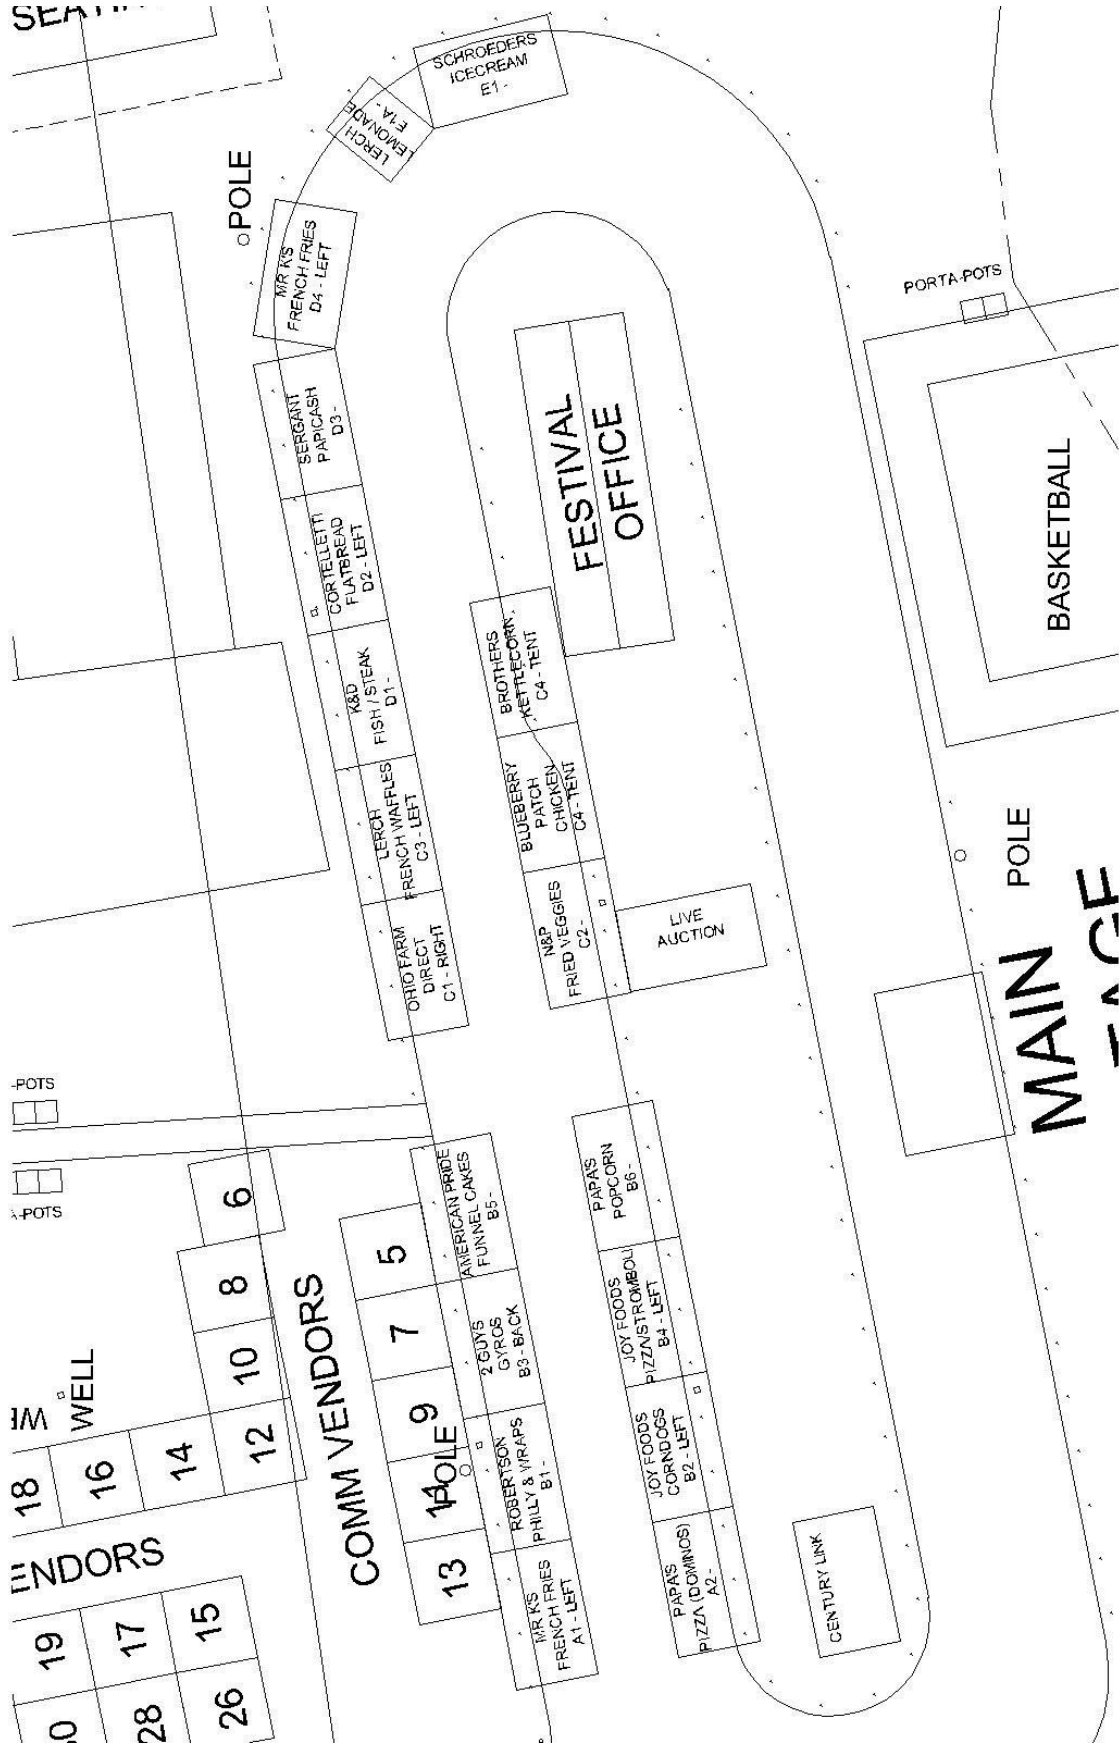 SCHROEDERS
ICECREAM
E1 -
LERCH
LEMONADE
E1A -
POLE
MR K'S
FRENCH FRIES
D4 - LEFT
PORTA-POTS
SERGANT
PAPICASH
D3 -
FESTIVAL
OFFICE
BASKETBALL
CORTELLETTI
FLATBREAD
D2 - LEFT
BROTHERS
KETTLECORN
C4 - TENT
K&D
FISH / STEAK
D1 -
BLUEBERRY
PATCH
CHICKEN
C4 - TENT
LERCH
FRENCH WAFFLES
C3 - LEFT
POLE
N&P
FRIED VEGGIES
C2 -
LIVE
AUCTION
OHIO FARM
DIRECT
C1 - RIGHT
MAIN
-POTS
-POTS
AMERICAN PRIDE
FUNNEL CAKES
B5 -
PAPA'S
POPCORN
B6 -
6
5
8
7
10
9
12
11
14
13
16
18
COMM VENDORS
WELL
POLE
2 GUYS
GYROS
B3 - BACK
JOY FOODS
PIZZA/STROMBOLI
B4 - LEFT
ROBERTSON
PHILLY & WRAPS
B1 -
JOY FOODS
CORNDOGS
B2 - LEFT
MR K'S
FRENCH FRIES
A1 - LEFT
PAPA'S
PIZZA (DOMINOS)
A2 -
CENTURY LINK
ENDORS
19
17
15
28
26